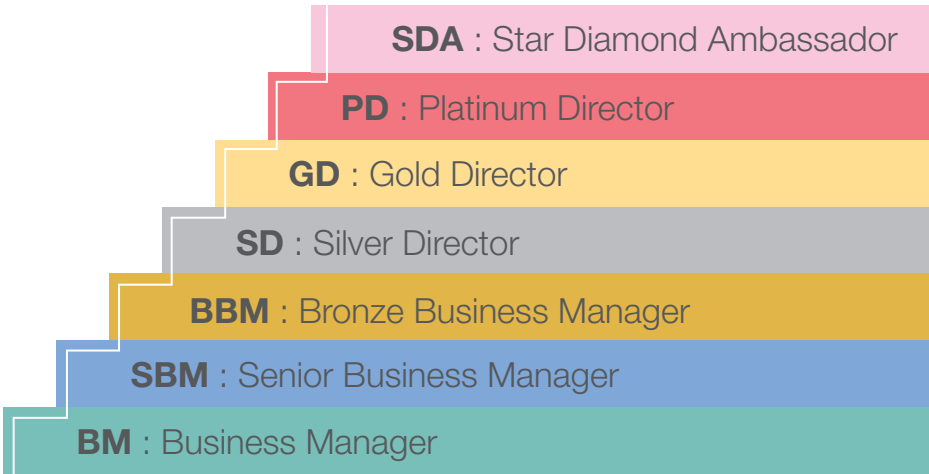 SDA : Star Diamond Ambassador
PD : Platinum Director
GD : Gold Director
SD : Silver Director
BBM : Bronze Business Manager
SBM : Senior Business Manager
BM : Business Manager